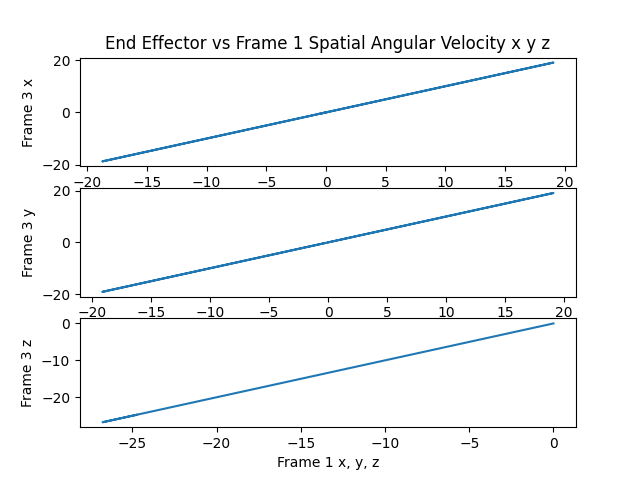 End Effector vs Frame 1 Spatial Angular Velocity x y z
20
0
−20
Frame 3 x
−20 −15 −10 −5 0 5 10 15 20
20
0
−20
Frame 3 y
−20 −15 −10 −5 0 5 10 15 20
0
−10
−20
Frame 3 z
−25 −20 −15 −10 −5 0
Frame 1 x, y, z